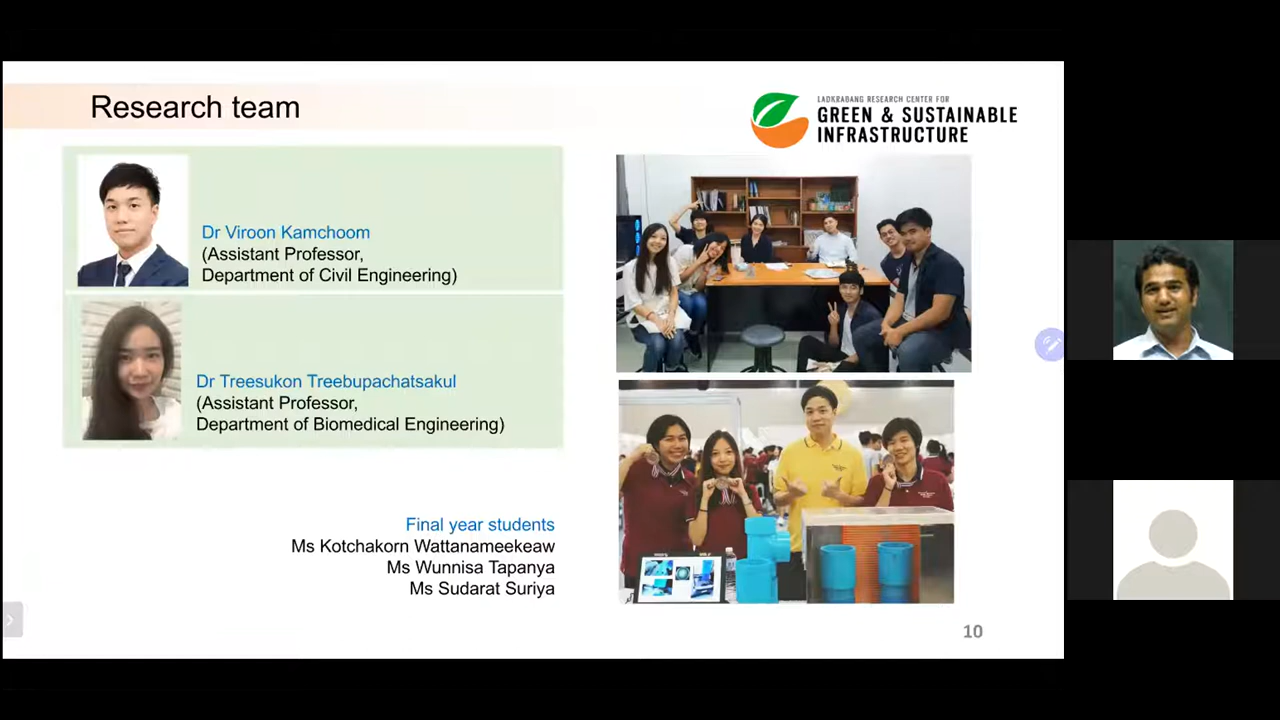 Research team
LADKRABANG RESEARCH CENTER FOR
GREEN & SUSTAINABLE
INFRASTRUCTURE
Dr Viroon Kamchoom
(Assistant Professor,
Department of Civil Engineering)
Dr Treesukon Treebupachatsakul
(Assistant Professor,
Department of Biomedical Engineering)
Final year students
Ms Kotchakorn Wattanameekeaw
Ms Wunnisa Tapanya
Ms Sudarat Suriya
10